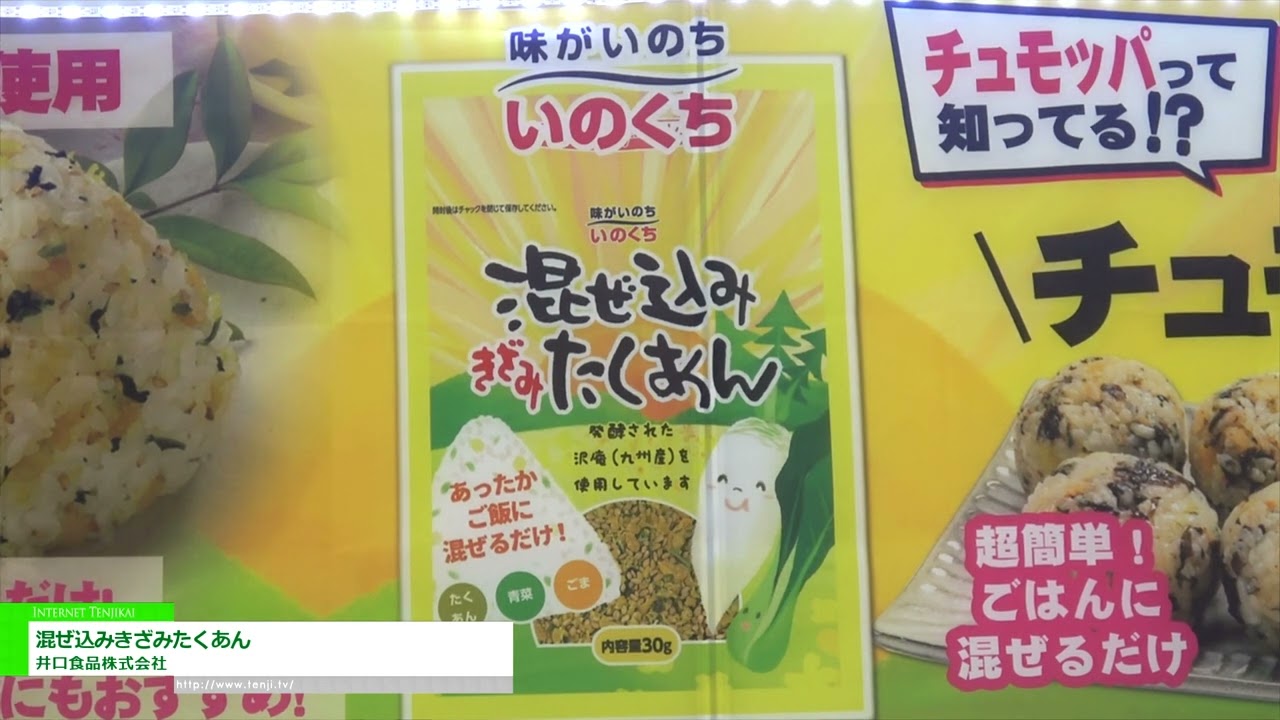 使用
味がいのち
いのくち
開封後はチャックを閉じて保存してください。
味がいのち
いのくち
混ぜ込み
きざみたくあん
発酵された
沢庵(九州産)を
使用しています
あったか
ご飯に
混ぜるだけ!
たく
あん
青菜
ごま
内容量30g
チュモッパって
知ってる!?
\チュモ
超簡単!
ごはんに
混ぜるだけ
だけ!
にもおすすめ!
INTERNET TENJIKAI
混ぜ込みきざみたくあん
井口食品株式会社
http://www.tenji.tv/